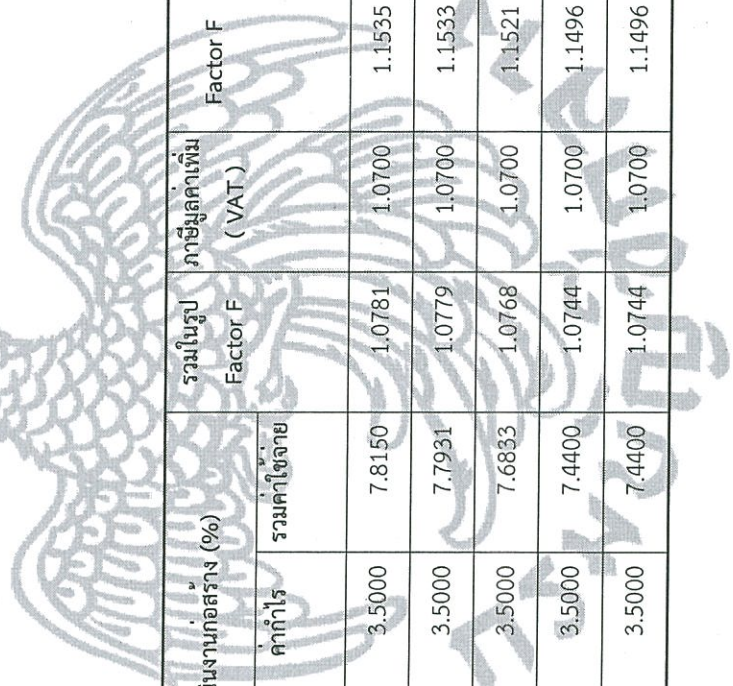 งานก่อสร้าง (%) รวมในรูป ภาษีมูลค่าเพิ่ม Factor F
Factor F ( VAT )
ค่ากำไร รวมค่าใช้จ่าย
3.5000 7.8150 1.0781 1.0700 1.1535
3.5000 7.7931 1.0779 1.0700 1.1533
3.5000 7.6833 1.0768 1.0700 1.1521
3.5000 7.4400 1.0744 1.0700 1.1496
3.5000 7.4400 1.0744 1.0700 1.1496